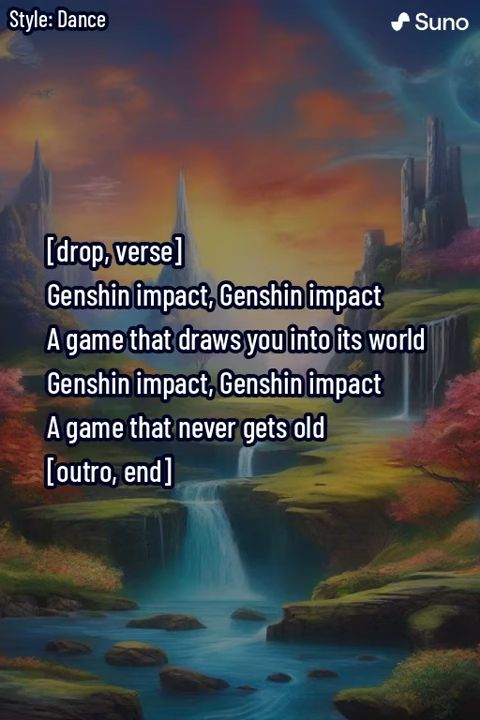 Style: Dance
Suno
[drop, verse]
Genshin impact, Genshin impact
A game that draws you into its world
Genshin impact, Genshin impact
A game that never gets old
[outro, end]